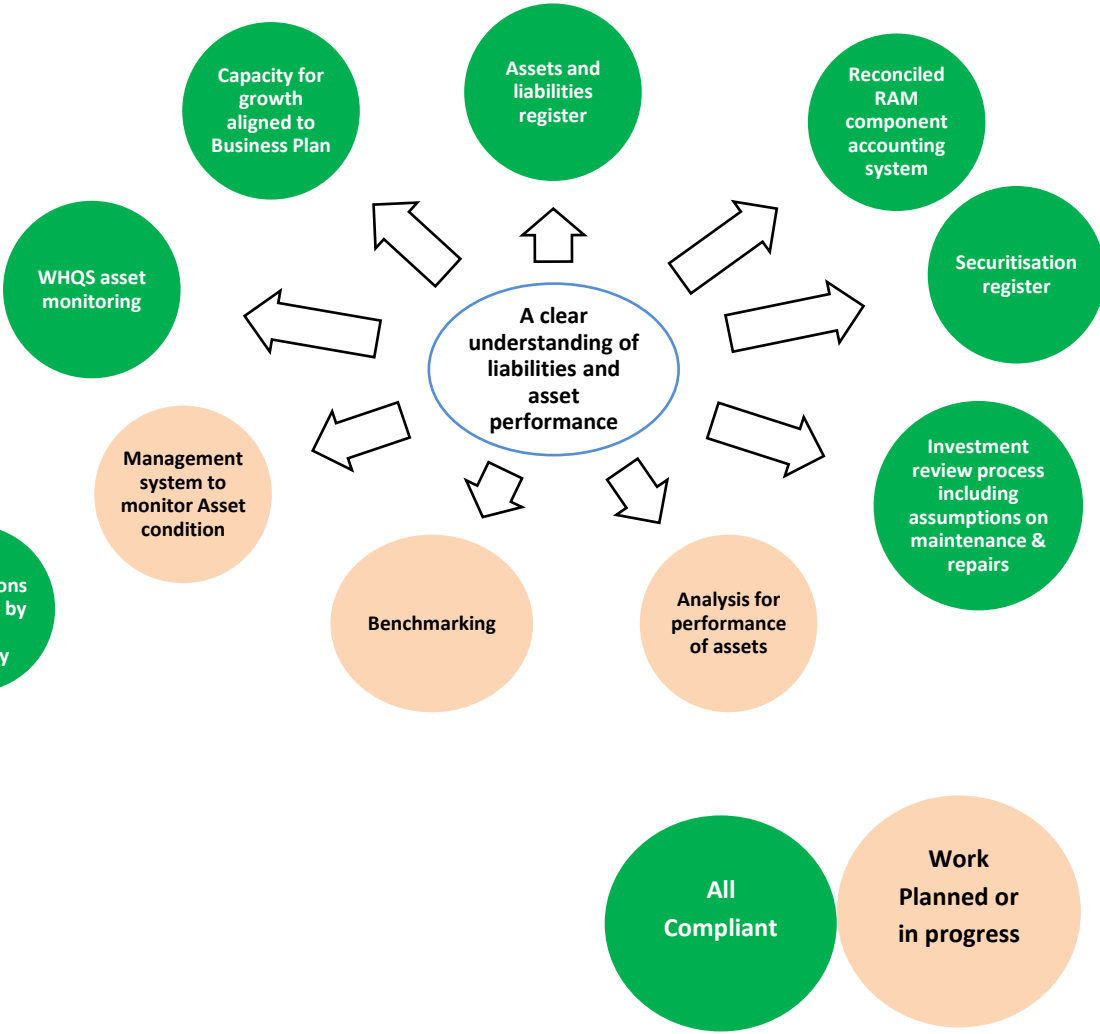 Capacity for
growth
aligned to
Business Plan
Assets and
liabilities
register
Reconciled
RAM
component
accounting
system
WHQS asset
monitoring
Securitisation
register
A clear
understanding of
liabilities and
asset
performance
Management
system to
monitor Asset
condition
Investment
review process
including
assumptions on
maintenance &
repairs
by
Benchmarking
Analysis for
performance
of assets
All
Compliant
Work
Planned or
in progress